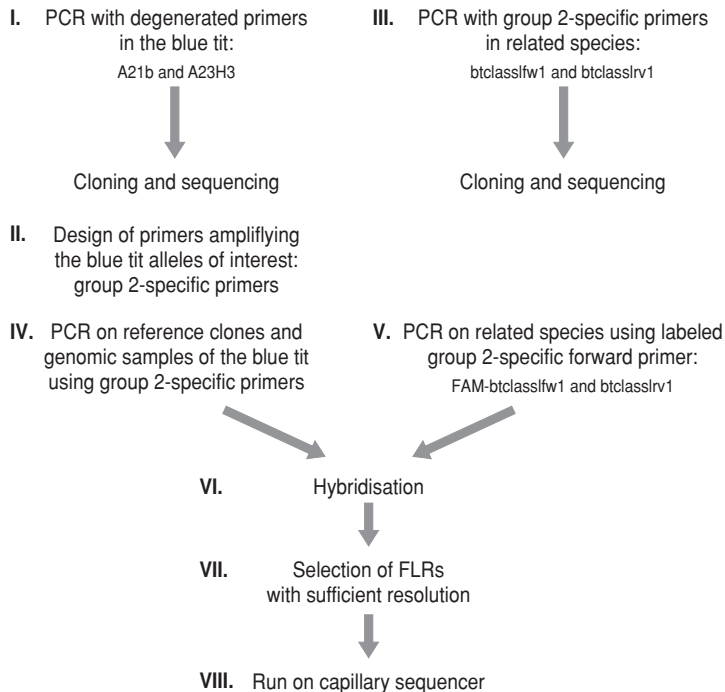 I. PCR with degenerated primers
in the blue tit:
A21b and A23H3
Cloning and sequencing
II. Design of primers ampliflying
the blue tit alleles of interest:
group 2-specific primers
III. PCR with group 2-specific primers
in related species:
btclassIfw1 and btclassIrv1
Cloning and sequencing
IV. PCR on reference clones and
genomic samples of the blue tit
using group 2-specific primers
V. PCR on related species using labeled
group 2-specific forward primer:
FAM-btclassIfw1 and btclassIrv1
VI. Hybridisation
VII. Selection of FLRs
with sufficient resolution
VIII. Run on capillary sequencer